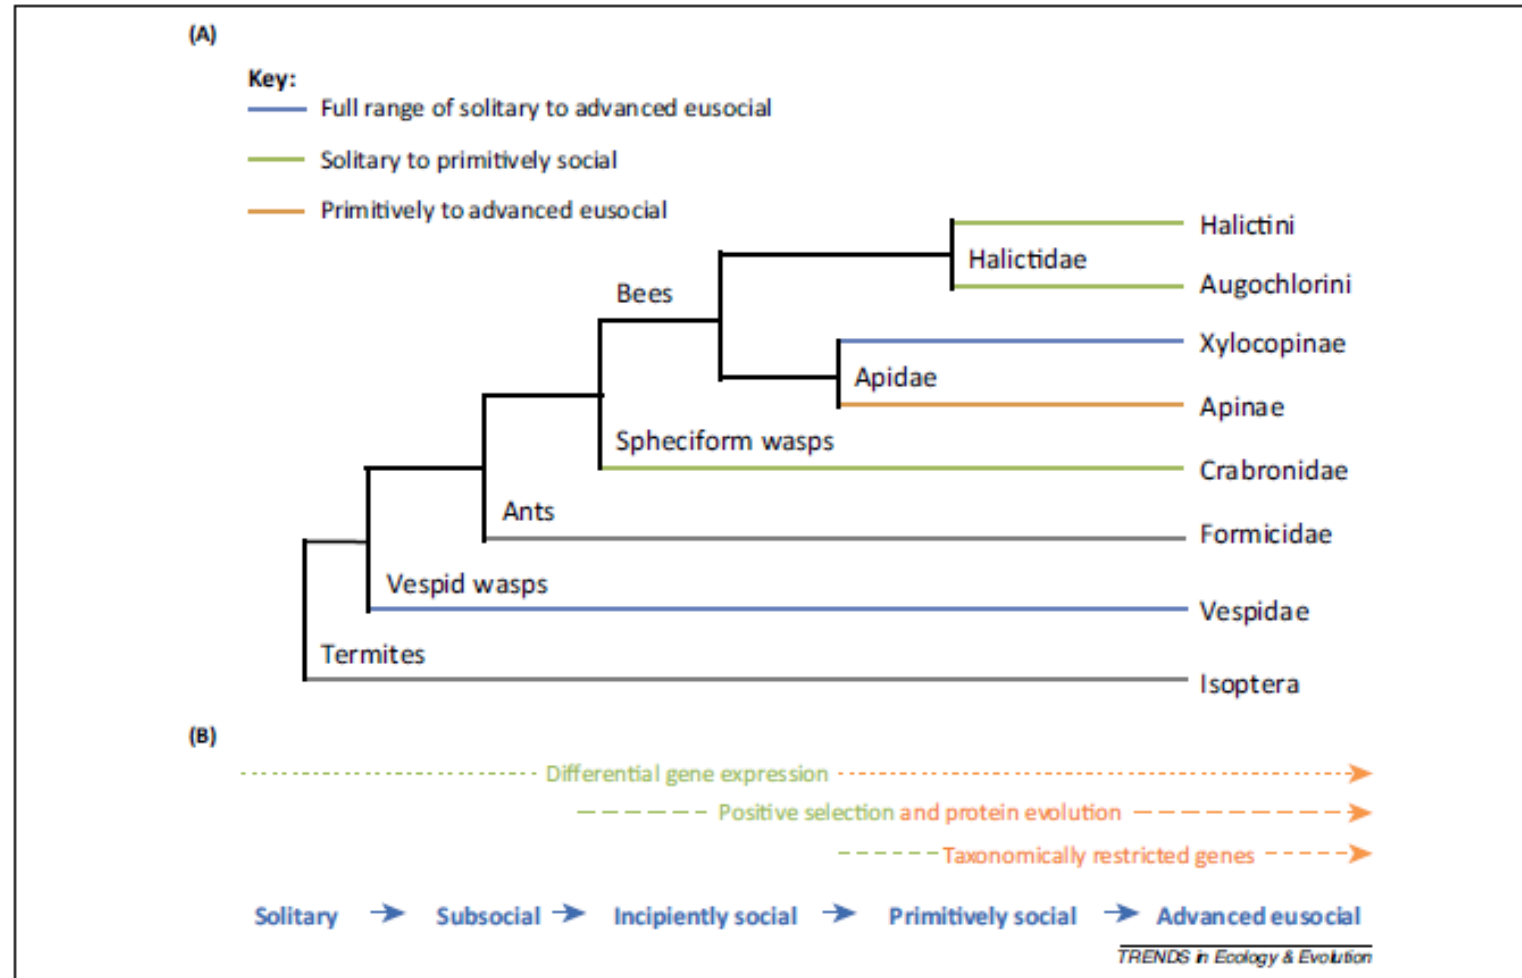 (A)
Key:
Full range of solitary to advanced eusocial
Solitary to primitively social
Primitively to advanced eusocial
Halictini
Halictidae
Augochlorini
Bees
Xylocopinae
Apidae
Apinae
Spheciform wasps
Crabronidae
Ants
Formicidae
Vespid wasps
Vespidae
Termites
Isoptera
(B)
Differential gene expression
Positive selection and protein evolution
Taxonomically restricted genes
Solitary Subsocial Incipiently social Primitively social Advanced eusocial
TRENDS in Ecology & Evolution